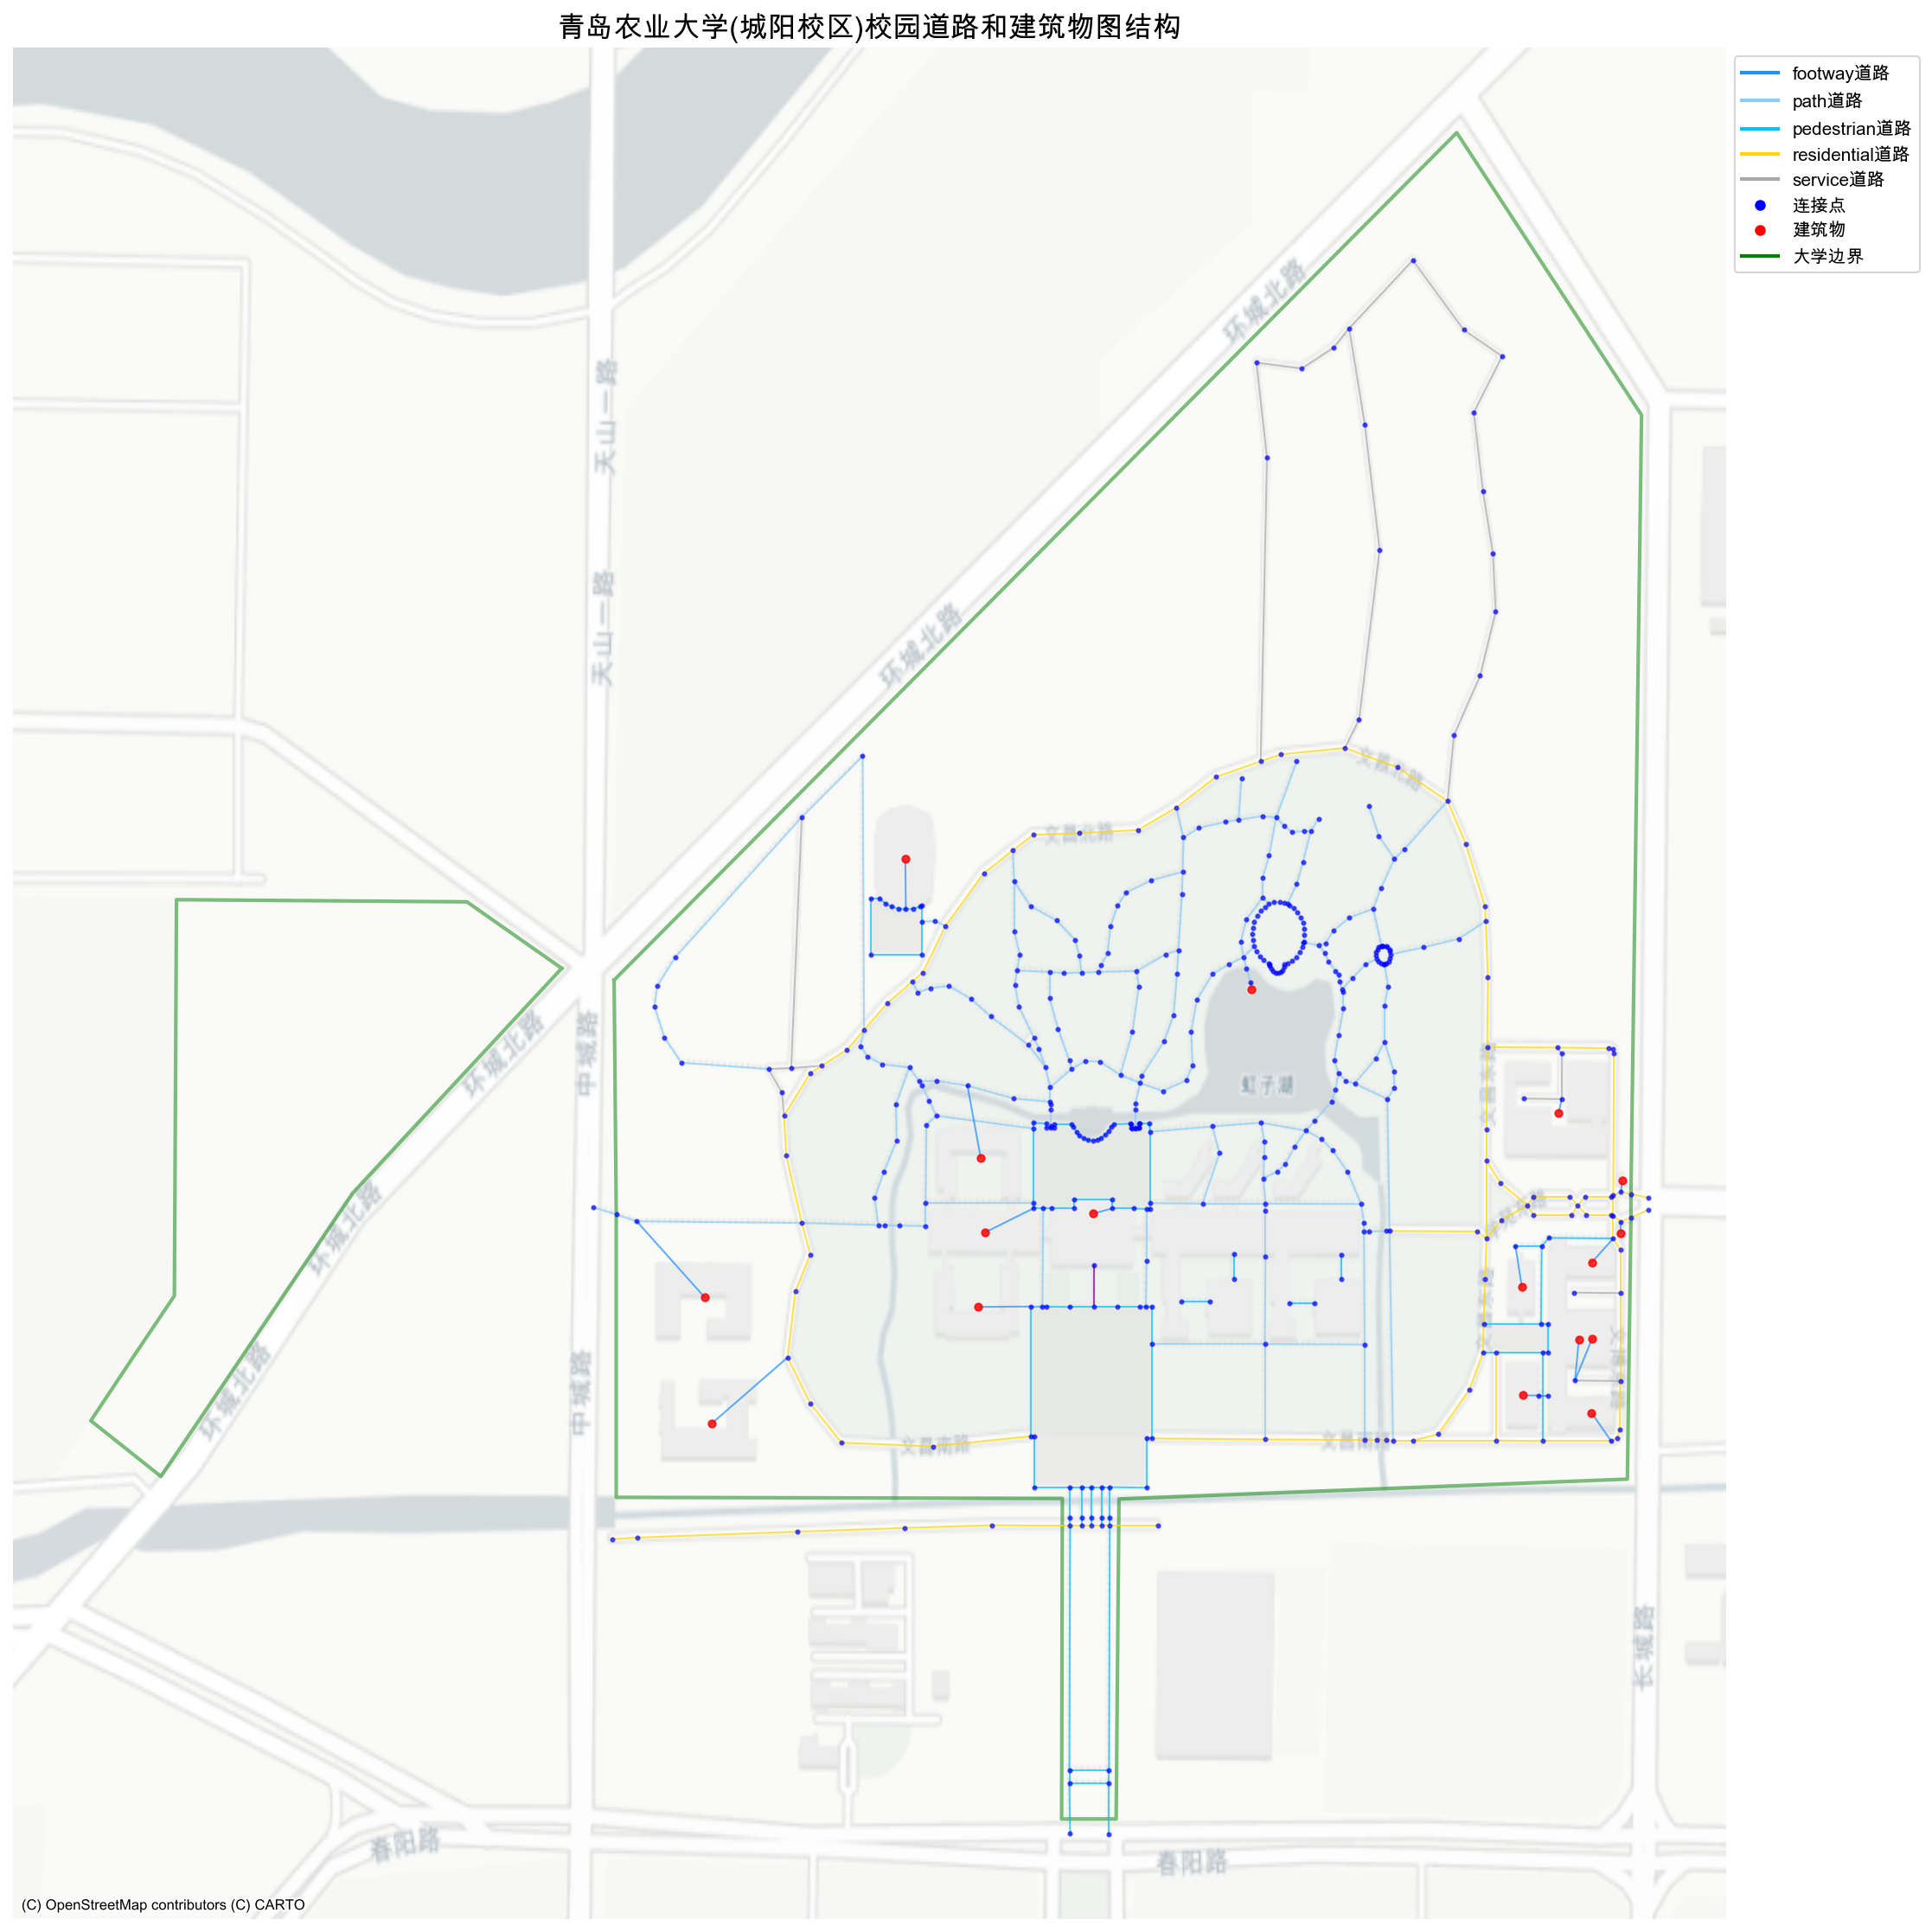 青岛农业大学(城阳校区)校园道路和建筑物图结构
footway道路
path道路
pedestrian道路
residential道路
service道路
连接点
建筑物
大学边界
环城北路
天山一路
天山一路
环城北路
文昌北路
文昌北路
中城路
环城北路
虹子湖
文昌东路
环城北路
中城路
环城北路
文昌南路
文昌南路
长城路
春阳路
春阳路
(C) OpenStreetMap contributors (C) CARTO